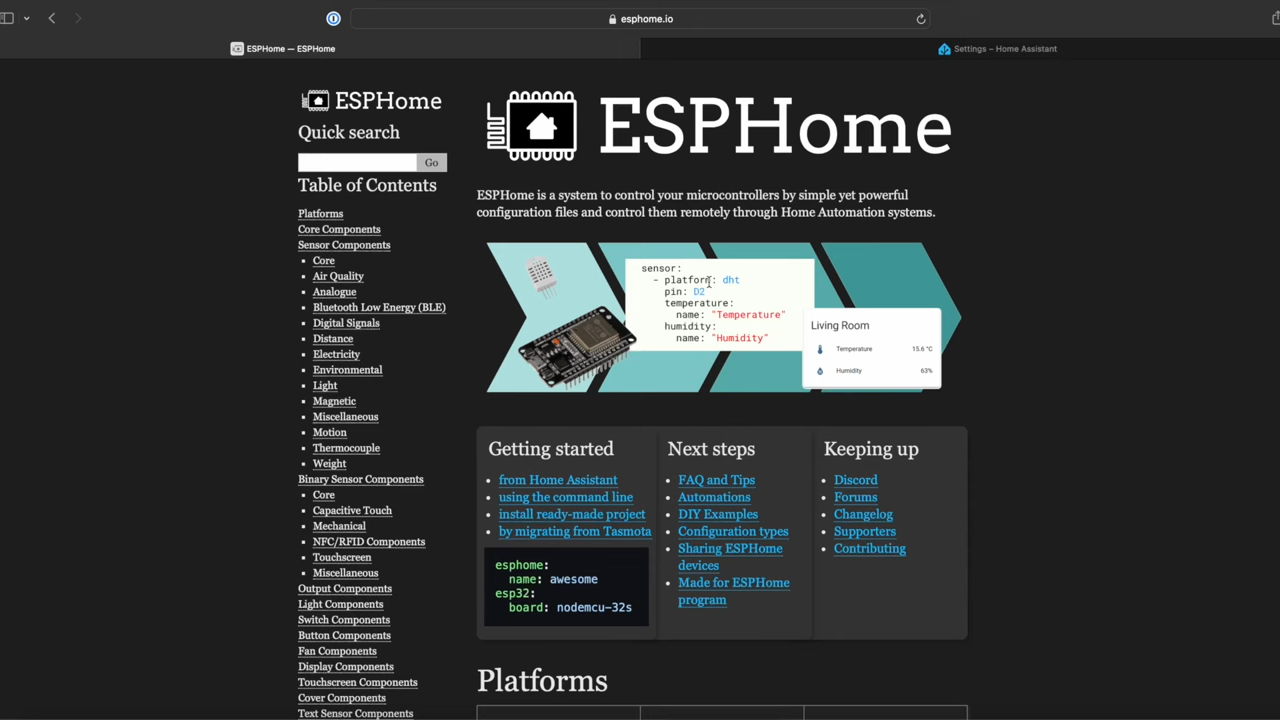 esphome.io
ESPHome — ESPHome
Settings – Home Assistant
ESPHome
Quick search
Go
Table of Contents
Platforms
Core Components
Sensor Components
Core
Air Quality
Analogue
Bluetooth Low Energy (BLE)
Digital Signals
Distance
Electricity
Environmental
Light
Magnetic
Miscellaneous
Motion
Thermocouple
Weight
Binary Sensor Components
Core
Capacitive Touch
Mechanical
NFC/RFID Components
Touchscreen
Miscellaneous
Output Components
Light Components
Switch Components
Button Components
Fan Components
Display Components
Touchscreen Components
Cover Components
Text Sensor Components
ESPHome
ESPHome is a system to control your microcontrollers by simple yet powerful
configuration files and control them remotely through Home Automation systems.
sensor:
- platform: dht
pin: D2
temperature:
name: "Temperature"
humidity:
name: "Humidity"
Living Room
Temperature 15.6 °C
Humidity 63%
Getting started
from Home Assistant
using the command line
install ready-made project
by migrating from Tasmota
esphome:
name: awesome
esp32:
board: nodemcu-32s
Next steps
FAQ and Tips
Automations
DIY Examples
Configuration types
Sharing ESPHome
devices
Made for ESPHome
program
Keeping up
Discord
Forums
Changelog
Supporters
Contributing
Platforms